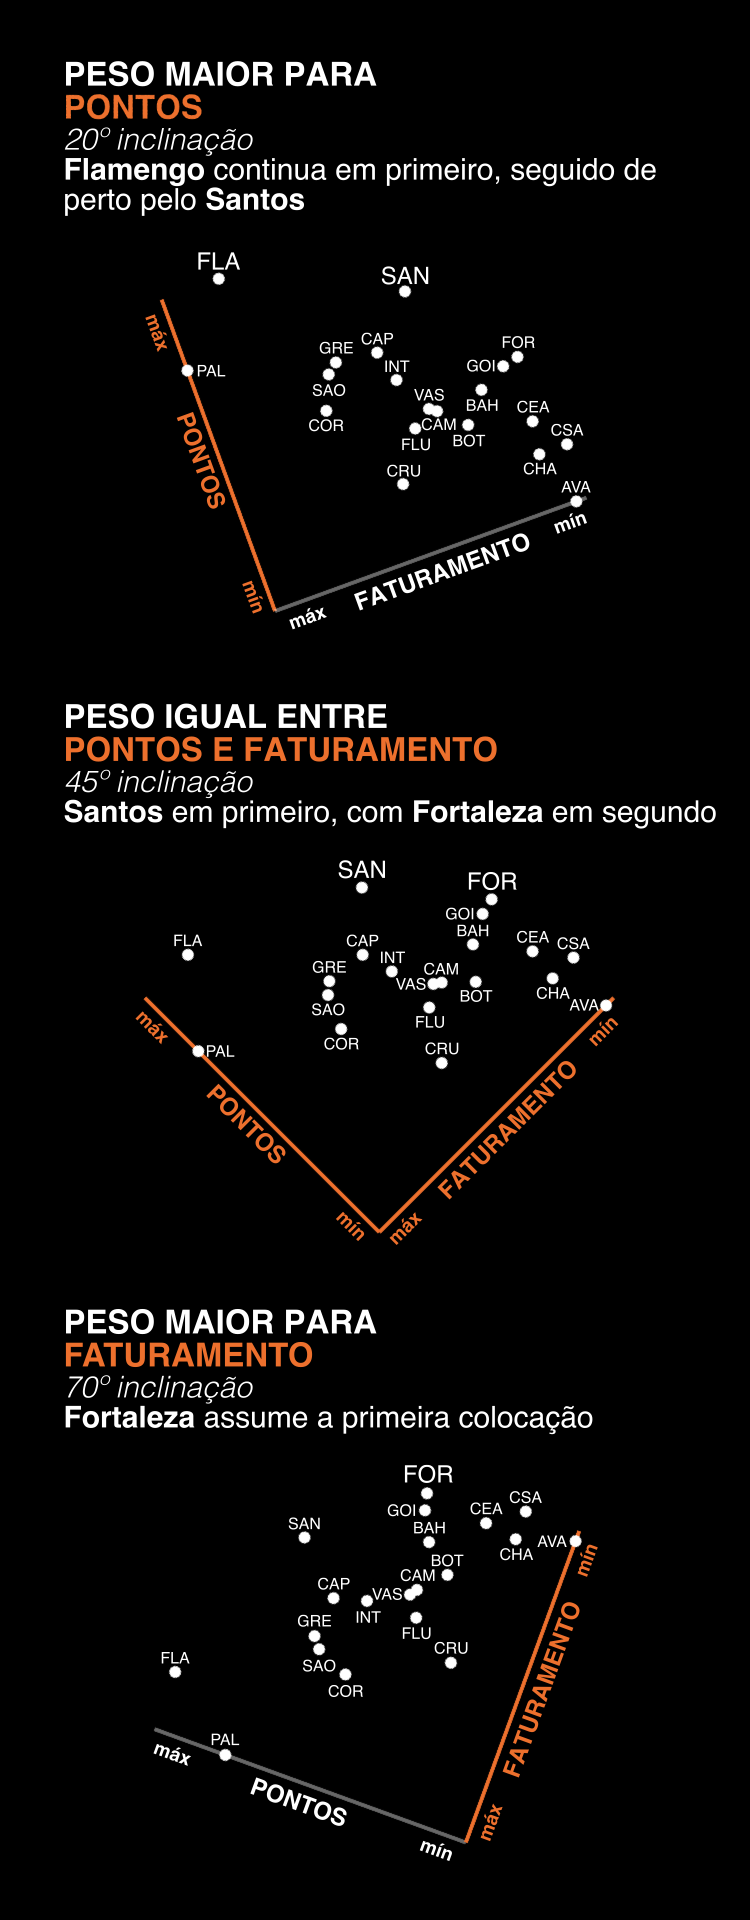 PESO MAIOR PARA
PONTOS
20º inclinação
Flamengo continua em primeiro, seguido de
perto pelo Santos
FLA
SAN
máx
PAL
GRE
CAP
FOR
INT
GOI
SAO
VAS
BAH
CEA
COR
CAM
CSA
FLU
BOT
CRU
CHA
AVA
PONTOS
mín
FATURAMENTO
mín
máx
PESO IGUAL ENTRE
PONTOS E FATURAMENTO
45º inclinação
Santos em primeiro, com Fortaleza em segundo
SAN
FOR
GOI
BAH
FLA
CAP
CEA
CSA
INT
GRE
CAM
VAS
SAO
BOT
CHA
AVA
FLU
COR
CRU
PAL
máx
mín
PONTOS
FATURAMENTO
mín
máx
PESO MAIOR PARA
FATURAMENTO
70º inclinação
Fortaleza assume a primeira colocação
FOR
CSA
GOI
CEA
SAN
BAH
AVA
CHA
BOT
mín
CAM
CAP
VAS
INT
GRE
FLU
CRU
FLA
SAO
COR
FATURAMENTO
PAL
máx
PONTOS
máx
mín